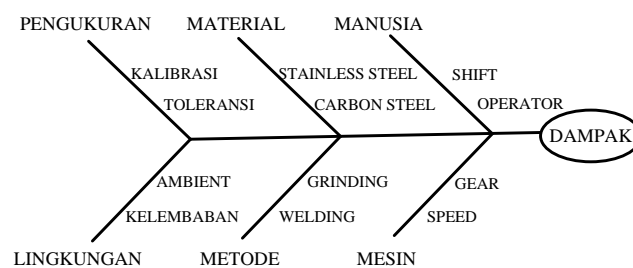 PENGUKURAN
MATERIAL
MANUSIA
KALIBRASI
STAINLESS STEEL
SHIFT
TOLERANSI
CARBON STEEL
OPERATOR
DAMPAK
AMBIENT
GRINDING
GEAR
KELEMBABAN
WELDING
SPEED
LINGKUNGAN
METODE
MESIN